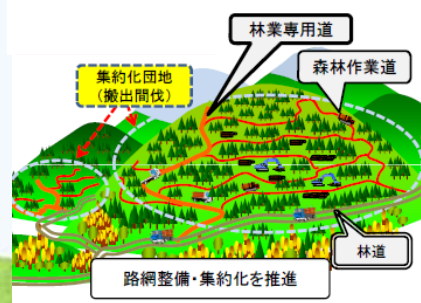 林業専用道
森林作業道
集約化団地
(搬出間伐)
林道
路網整備・集約化を推進